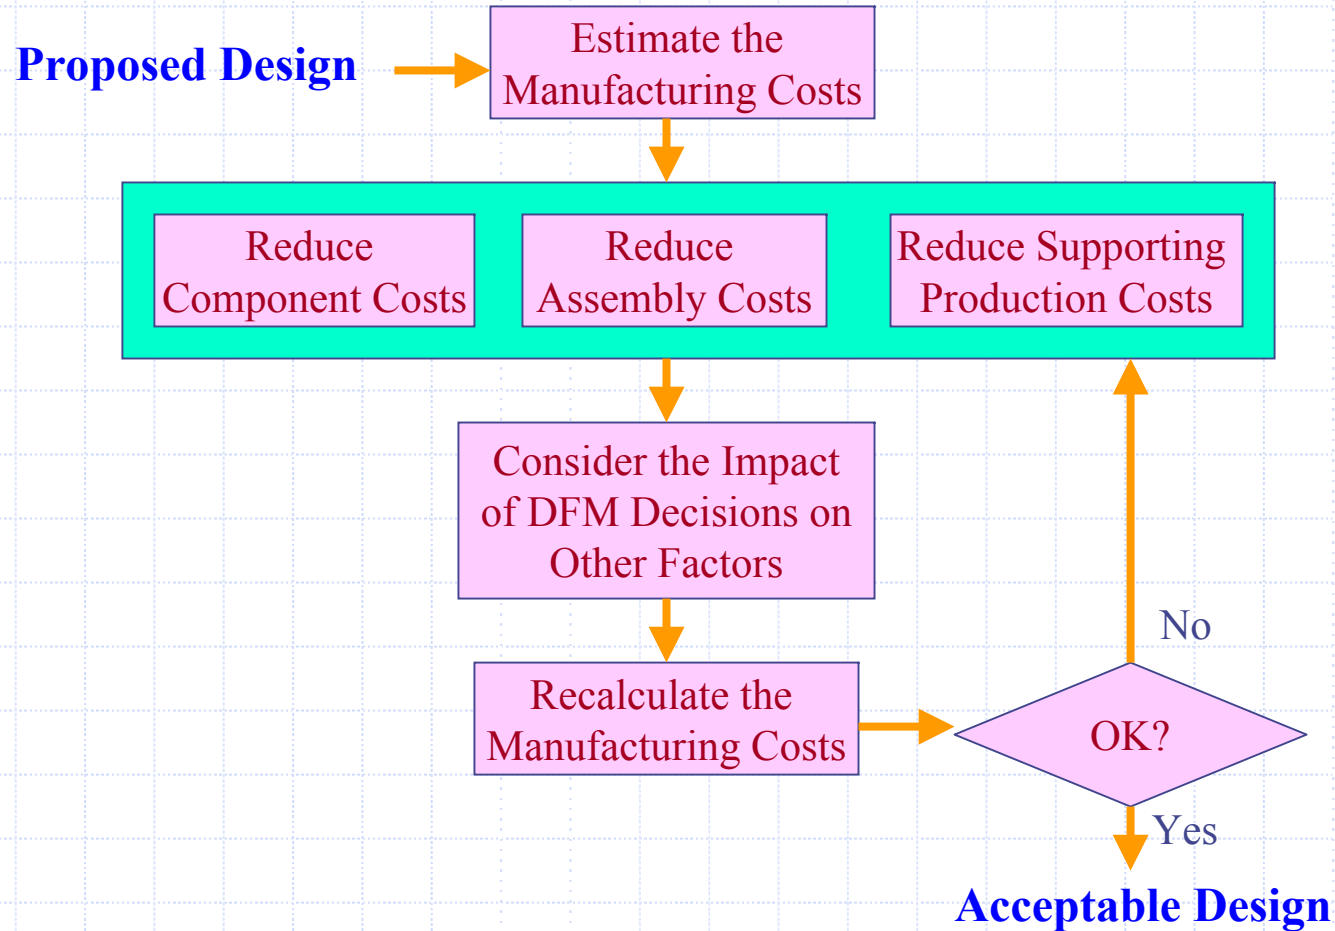 Proposed Design
Estimate the
Manufacturing Costs
Reduce
Component Costs
Reduce
Assembly Costs
Reduce Supporting
Production Costs
Consider the Impact
of DFM Decisions on
Other Factors
No
Recalculate the
Manufacturing Costs
OK?
Yes
Acceptable Design